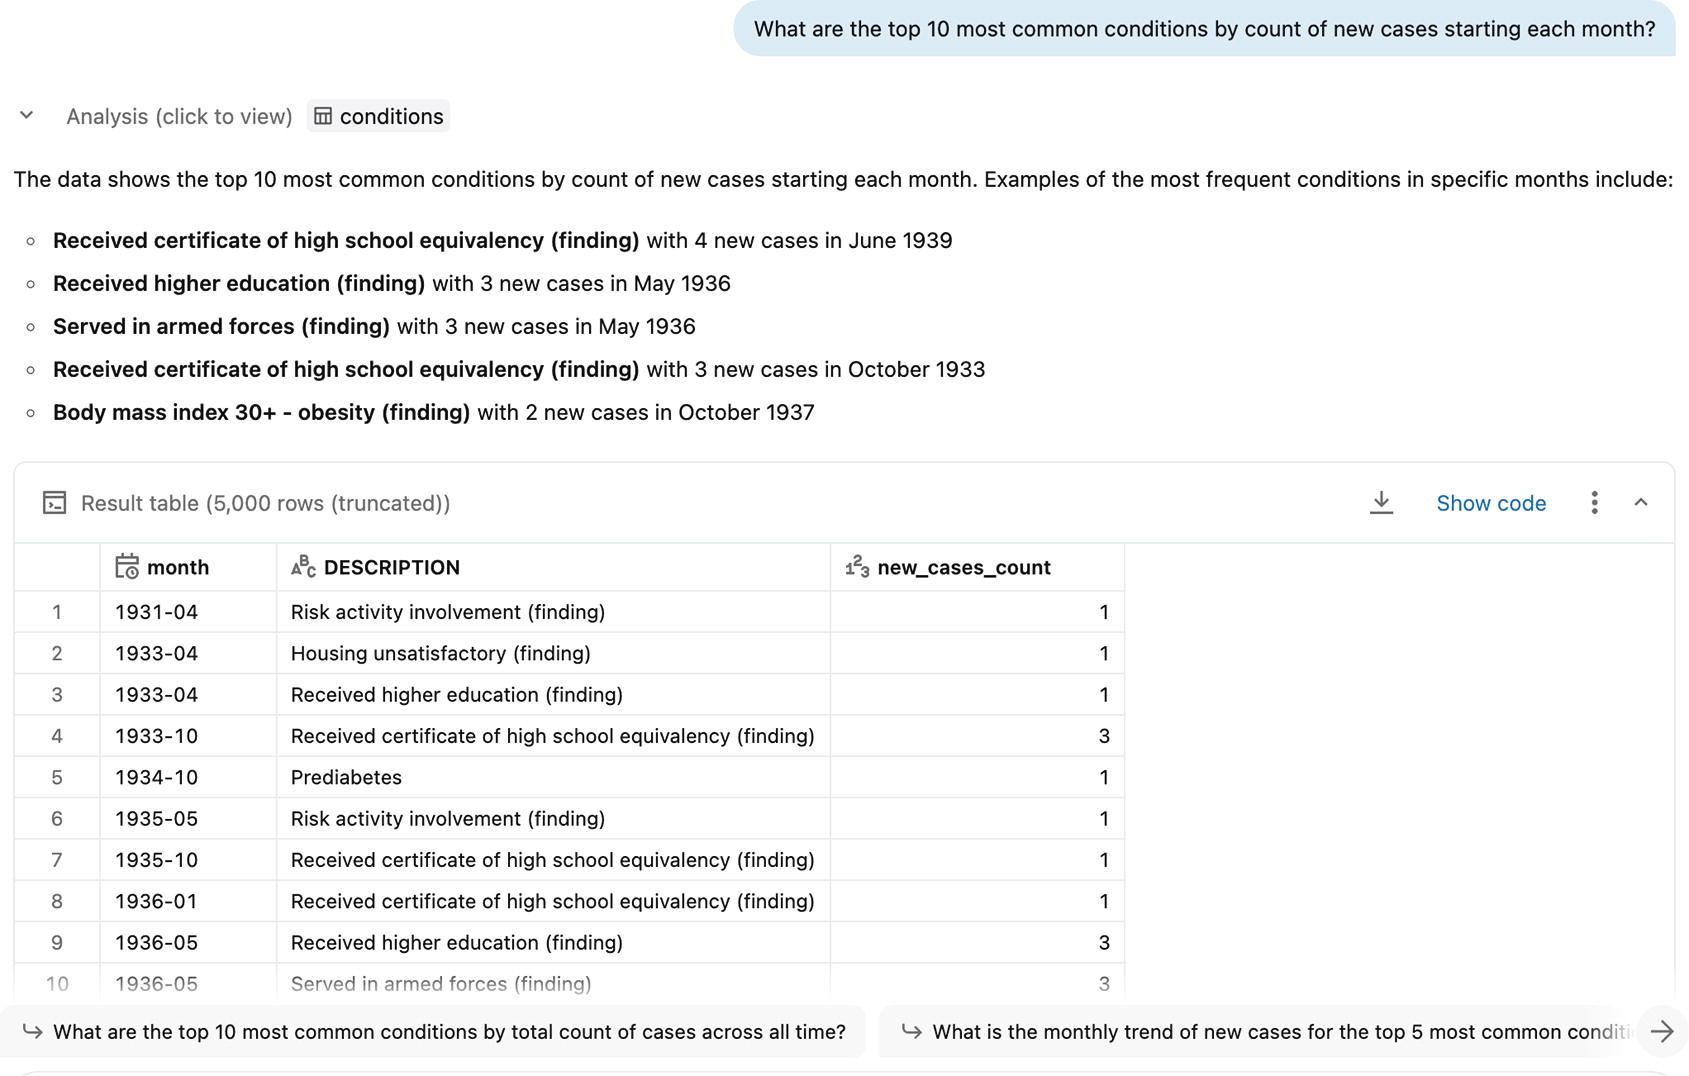 What are the top 10 most common conditions by count of new cases starting each month?
Analysis (click to view) conditions
The data shows the top 10 most common conditions by count of new cases starting each month. Examples of the most frequent conditions in specific months include:
Received certificate of high school equivalency (finding) with 4 new cases in June 1939
Received higher education (finding) with 3 new cases in May 1936
Served in armed forces (finding) with 3 new cases in May 1936
Received certificate of high school equivalency (finding) with 3 new cases in October 1933
Body mass index 30+ - obesity (finding) with 2 new cases in October 1937
Result table (5,000 rows (truncated)) Show code
month ABC DESCRIPTION 123 new_cases_count
1 1931-04 Risk activity involvement (finding) 1
2 1933-04 Housing unsatisfactory (finding) 1
3 1933-04 Received higher education (finding) 1
4 1933-10 Received certificate of high school equivalency (finding) 3
5 1934-10 Prediabetes 1
6 1935-05 Risk activity involvement (finding) 1
7 1935-10 Received certificate of high school equivalency (finding) 1
8 1936-01 Received certificate of high school equivalency (finding) 1
9 1936-05 Received higher education (finding) 3
10 1936-05 Served in armed forces (finding) 3
What are the top 10 most common conditions by total count of cases across all time? What is the monthly trend of new cases for the top 5 most common conditi